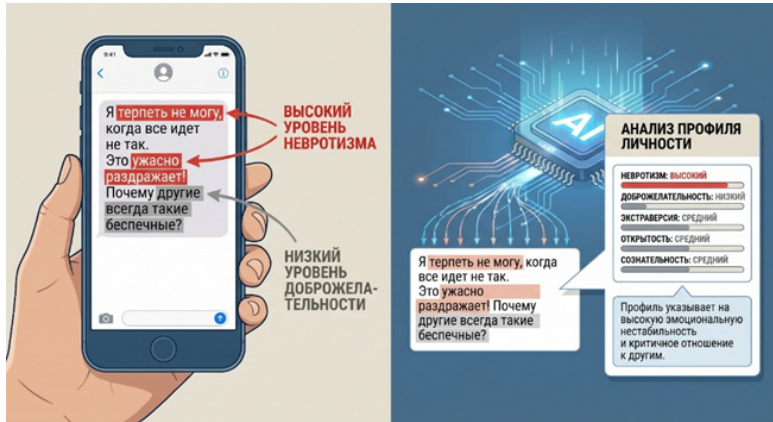 9:41
Я терпеть не могу,
когда все идет
не так.
Это ужасно
раздражает!
Почему другие
всегда такие
беспечные?
ВЫСОКИЙ
УРОВЕНЬ
НЕВРОТИЗМА
НИЗКИЙ
УРОВЕНЬ
ДОБРОЖЕЛА-
ТЕЛЬНОСТИ
AI
Я терпеть не могу, когда
все идет не так.
Это ужасно
раздражает! Почему
другие всегда такие
беспечные?
АНАЛИЗ ПРОФИЛЯ
ЛИЧНОСТИ
НЕВРОТИЗМ: ВЫСОКИЙ
ДОБРОЖЕЛАТЕЛЬНОСТЬ: НИЗКИЙ
ЭКСТРАВЕРСИЯ: СРЕДНИЙ
ОТКРЫТОСТЬ: СРЕДНИЙ
СОЗНАТЕЛЬНОСТЬ: СРЕДНИЙ
Профиль указывает на
высокую эмоциональную
нестабильность
и критичное отношение
к другим.